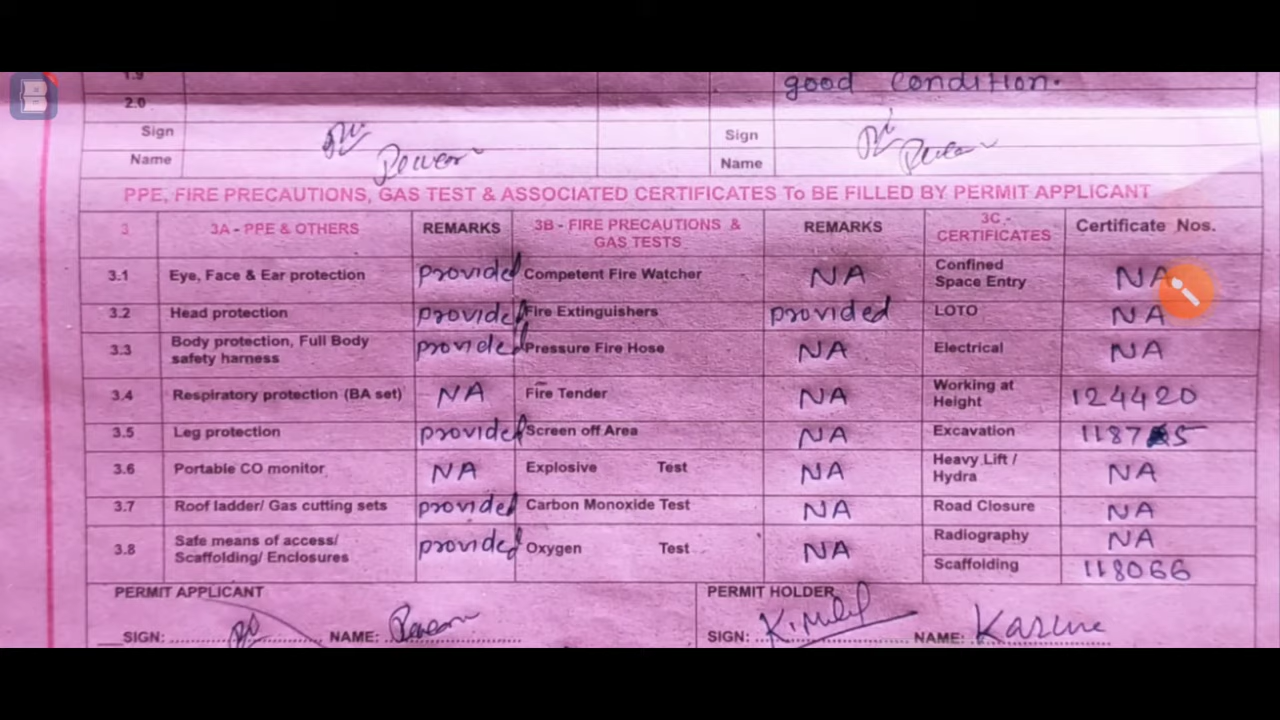 1.9
good condition.
2.0
Sign Sign
Name Name
PPE, FIRE PRECAUTIONS, GAS TEST & ASSOCIATED CERTIFICATES To BE FILLED BY PERMIT APPLICANT
3 3A - PPE & OTHERS REMARKS 3B - FIRE PRECAUTIONS & GAS TESTS REMARKS 3C - CERTIFICATES Certificate Nos.
3.1 Eye, Face & Ear protection provided Competent Fire Watcher NA Confined Space Entry NA
3.2 Head protection provided Fire Extinguishers provided LOTO NA
3.3 Body protection, Full Body safety harness provided Pressure Fire Hose NA Electrical NA
3.4 Respiratory protection (BA set) NA Fire Tender NA Working at Height 124420
3.5 Leg protection provided Screen off Area NA Excavation
3.6 Portable CO monitor NA Explosive Test NA Heavy Lift / Hydra NA
3.7 Roof ladder/ Gas cutting sets provided Carbon Monoxide Test NA Road Closure NA
3.8 Safe means of access/ Scaffolding/ Enclosures provided Oxygen Test NA Radiography NA
Scaffolding 118066
PERMIT APPLICANT PERMIT HOLDER
SIGN: NAME: SIGN: NAME: